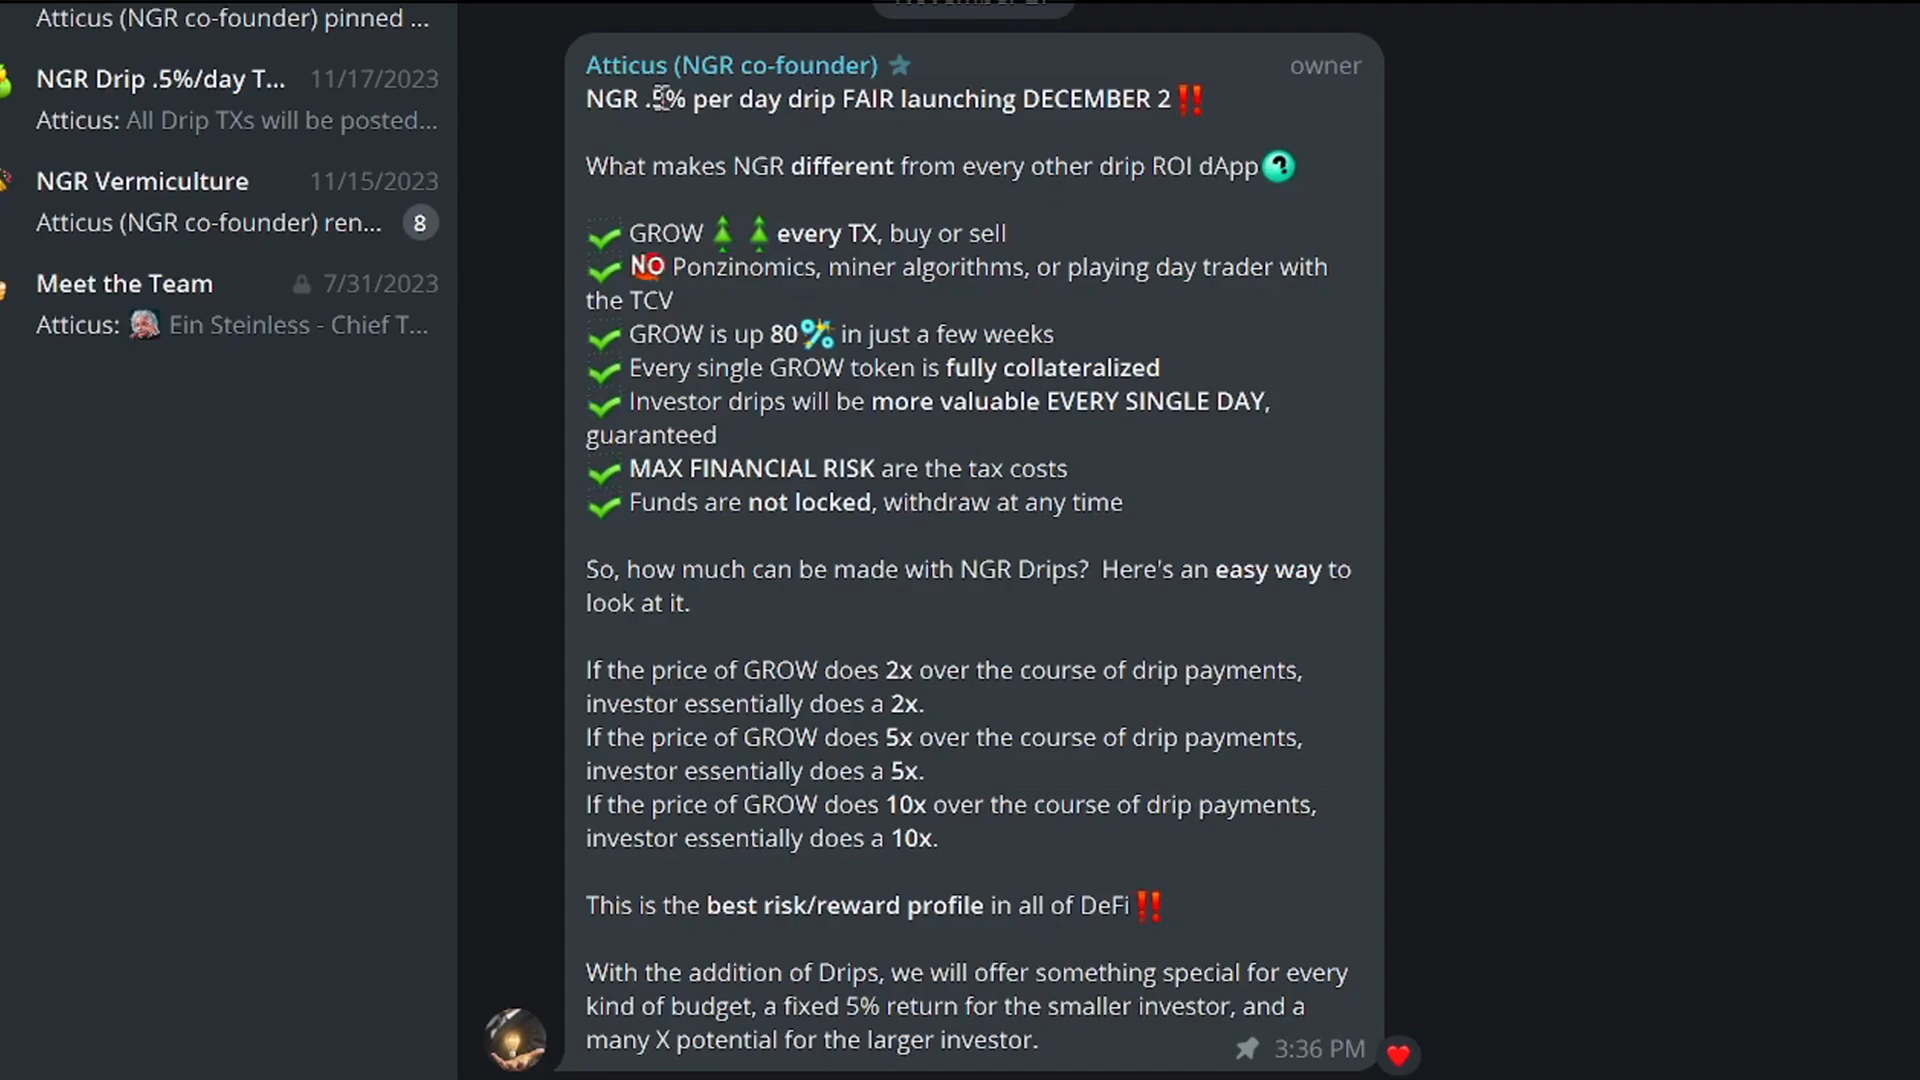 Atticus (NGR co-founder) pinned ...
NGR Drip .5%/day T... 11/17/2023
Atticus: All Drip TXs will be posted...
NGR Vermiculture 11/15/2023
Atticus (NGR co-founder) ren... 8
Meet the Team 7/31/2023
Atticus: Ein Steinless - Chief T...
Atticus (NGR co-founder) owner
NGR .5% per day drip FAIR launching DECEMBER 2‼️
What makes NGR different from every other drip ROI dApp?
GROW every TX, buy or sell
NO Ponzinomics, miner algorithms, or playing day trader with
the TCV
GROW is up 80% in just a few weeks
Every single GROW token is fully collateralized
Investor drips will be more valuable EVERY SINGLE DAY,
guaranteed
MAX FINANCIAL RISK are the tax costs
Funds are not locked, withdraw at any time
So, how much can be made with NGR Drips? Here's an easy way to
look at it.
If the price of GROW does 2x over the course of drip payments,
investor essentially does a 2x.
If the price of GROW does 5x over the course of drip payments,
investor essentially does a 5x.
If the price of GROW does 10x over the course of drip payments,
investor essentially does a 10x.
This is the best risk/reward profile in all of DeFi‼️
With the addition of Drips, we will offer something special for every
kind of budget, a fixed 5% return for the smaller investor, and a
many X potential for the larger investor.
3:36 PM